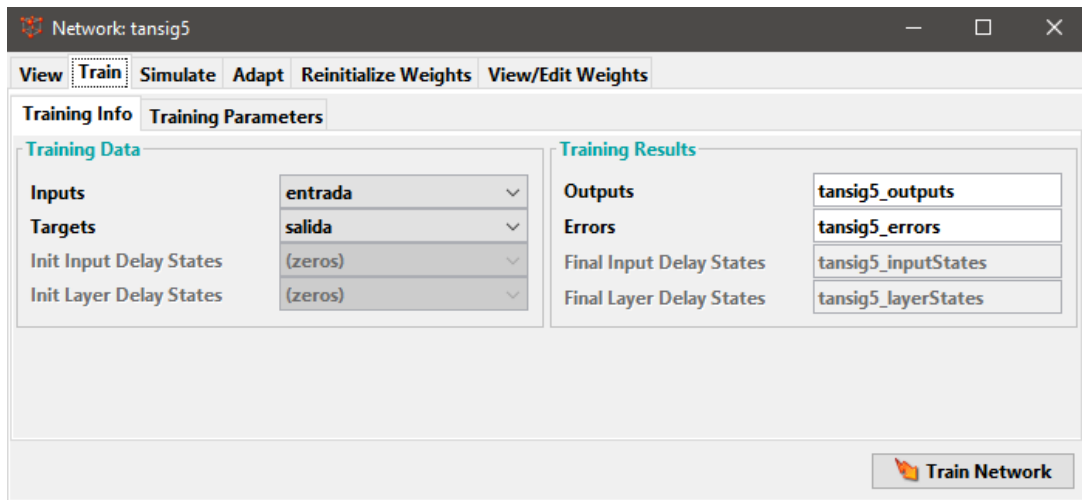 Network: tansig5
View Train Simulate Adapt Reinitialize Weights View/Edit Weights
Training Info Training Parameters
Training Data
Inputs entrada
Targets salida
Init Input Delay States (zeros)
Init Layer Delay States (zeros)
Training Results
Outputs tansig5_outputs
Errors tansig5_errors
Final Input Delay States tansig5_inputStates
Final Layer Delay States tansig5_layerStates
Train Network